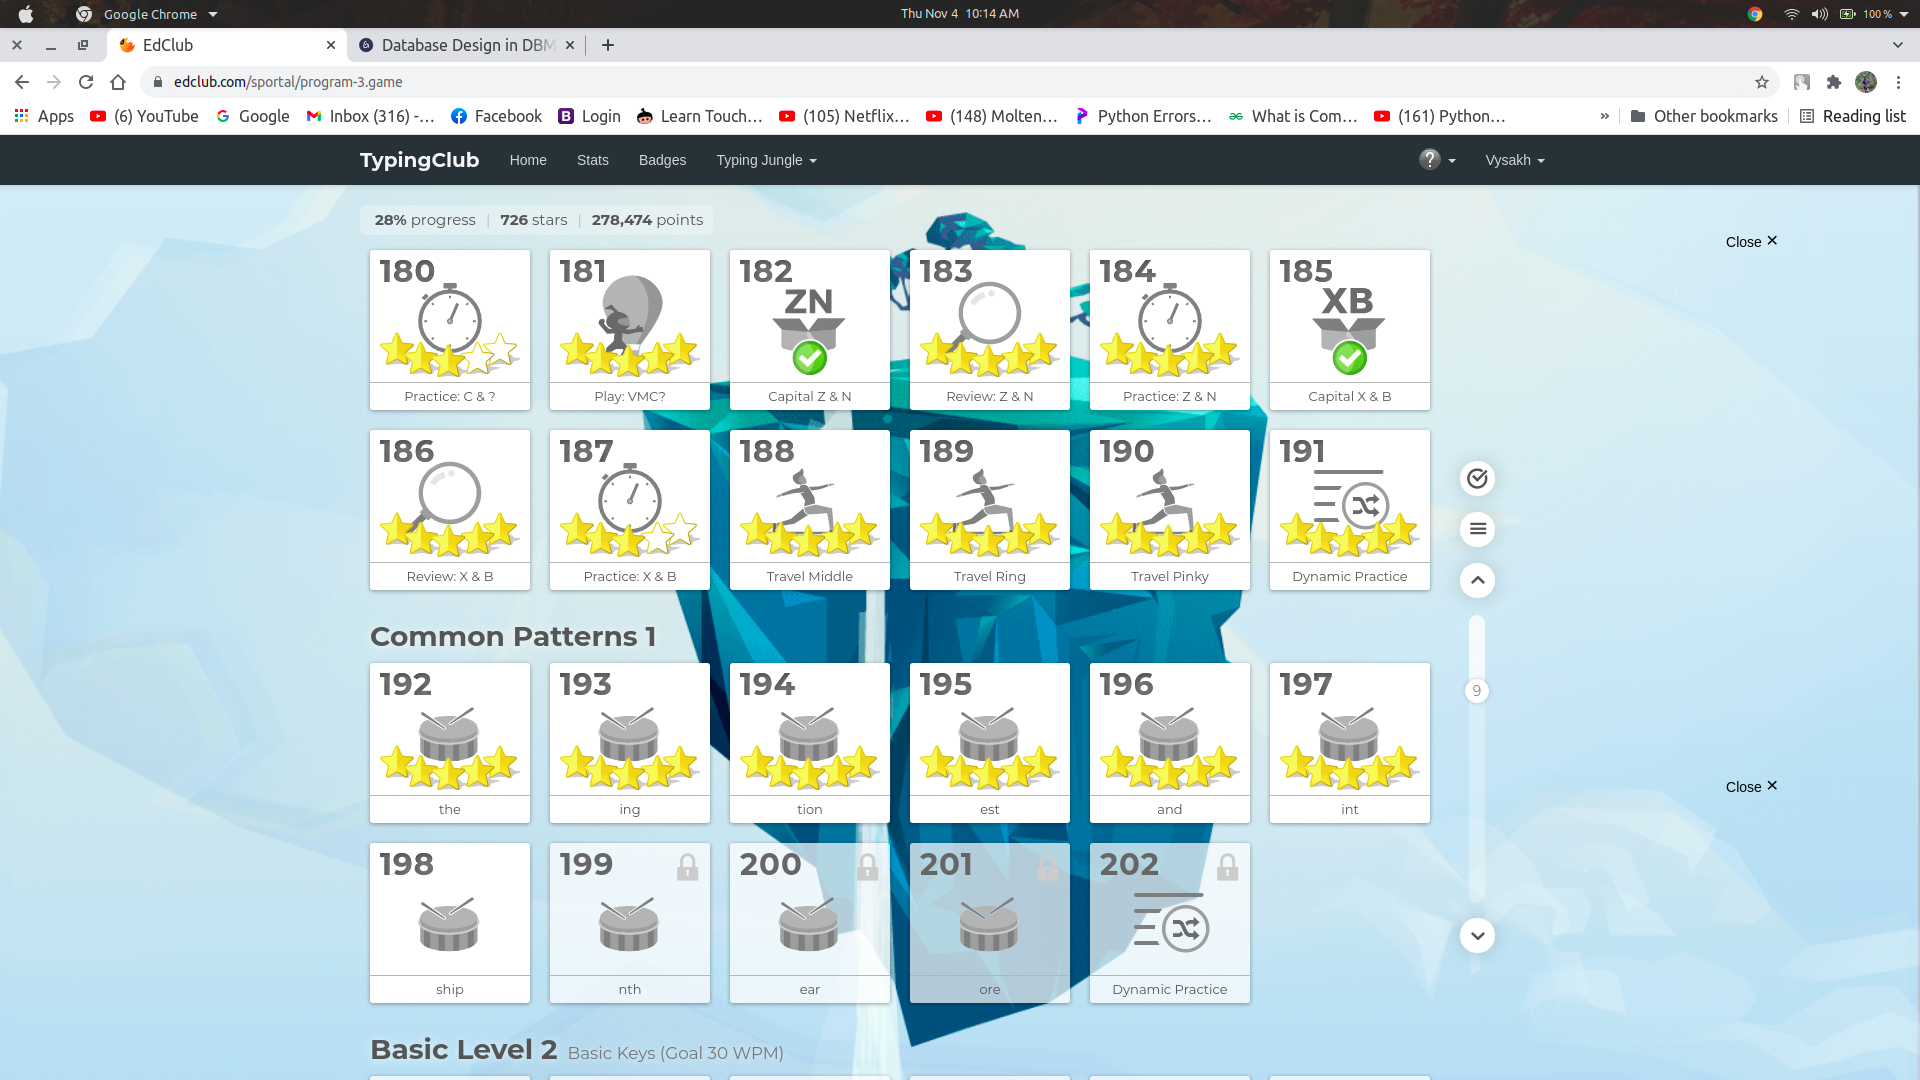 Google Chrome
Thu Nov 4 10:14 AM
100 %
EdClub
Database Design in DBM
edclub.com/sportal/program-3.game
Apps
(6) YouTube
Google
Inbox (316) -...
Facebook
Login
Learn Touch...
(105) Netflix...
(148) Molten...
Python Errors...
What is Com...
(161) Python...
»
Other bookmarks
Reading list
TypingClub
Home
Stats
Badges
Typing Jungle
?
Vysakh
28% progress | 726 stars | 278,474 points
Close ×
180
181
182
183
184
185
ZN
XB
Practice: C & ?
Play: VMC?
Capital Z & N
Review: Z & N
Practice: Z & N
Capital X & B
186
187
188
189
190
191
Review: X & B
Practice: X & B
Travel Middle
Travel Ring
Travel Pinky
Dynamic Practice
Common Patterns 1
192
193
194
195
196
197
9
the
ing
tion
est
and
int
Close ×
198
199
200
201
202
ship
nth
ear
ore
Dynamic Practice
Basic Level 2 Basic Keys (Goal 30 WPM)